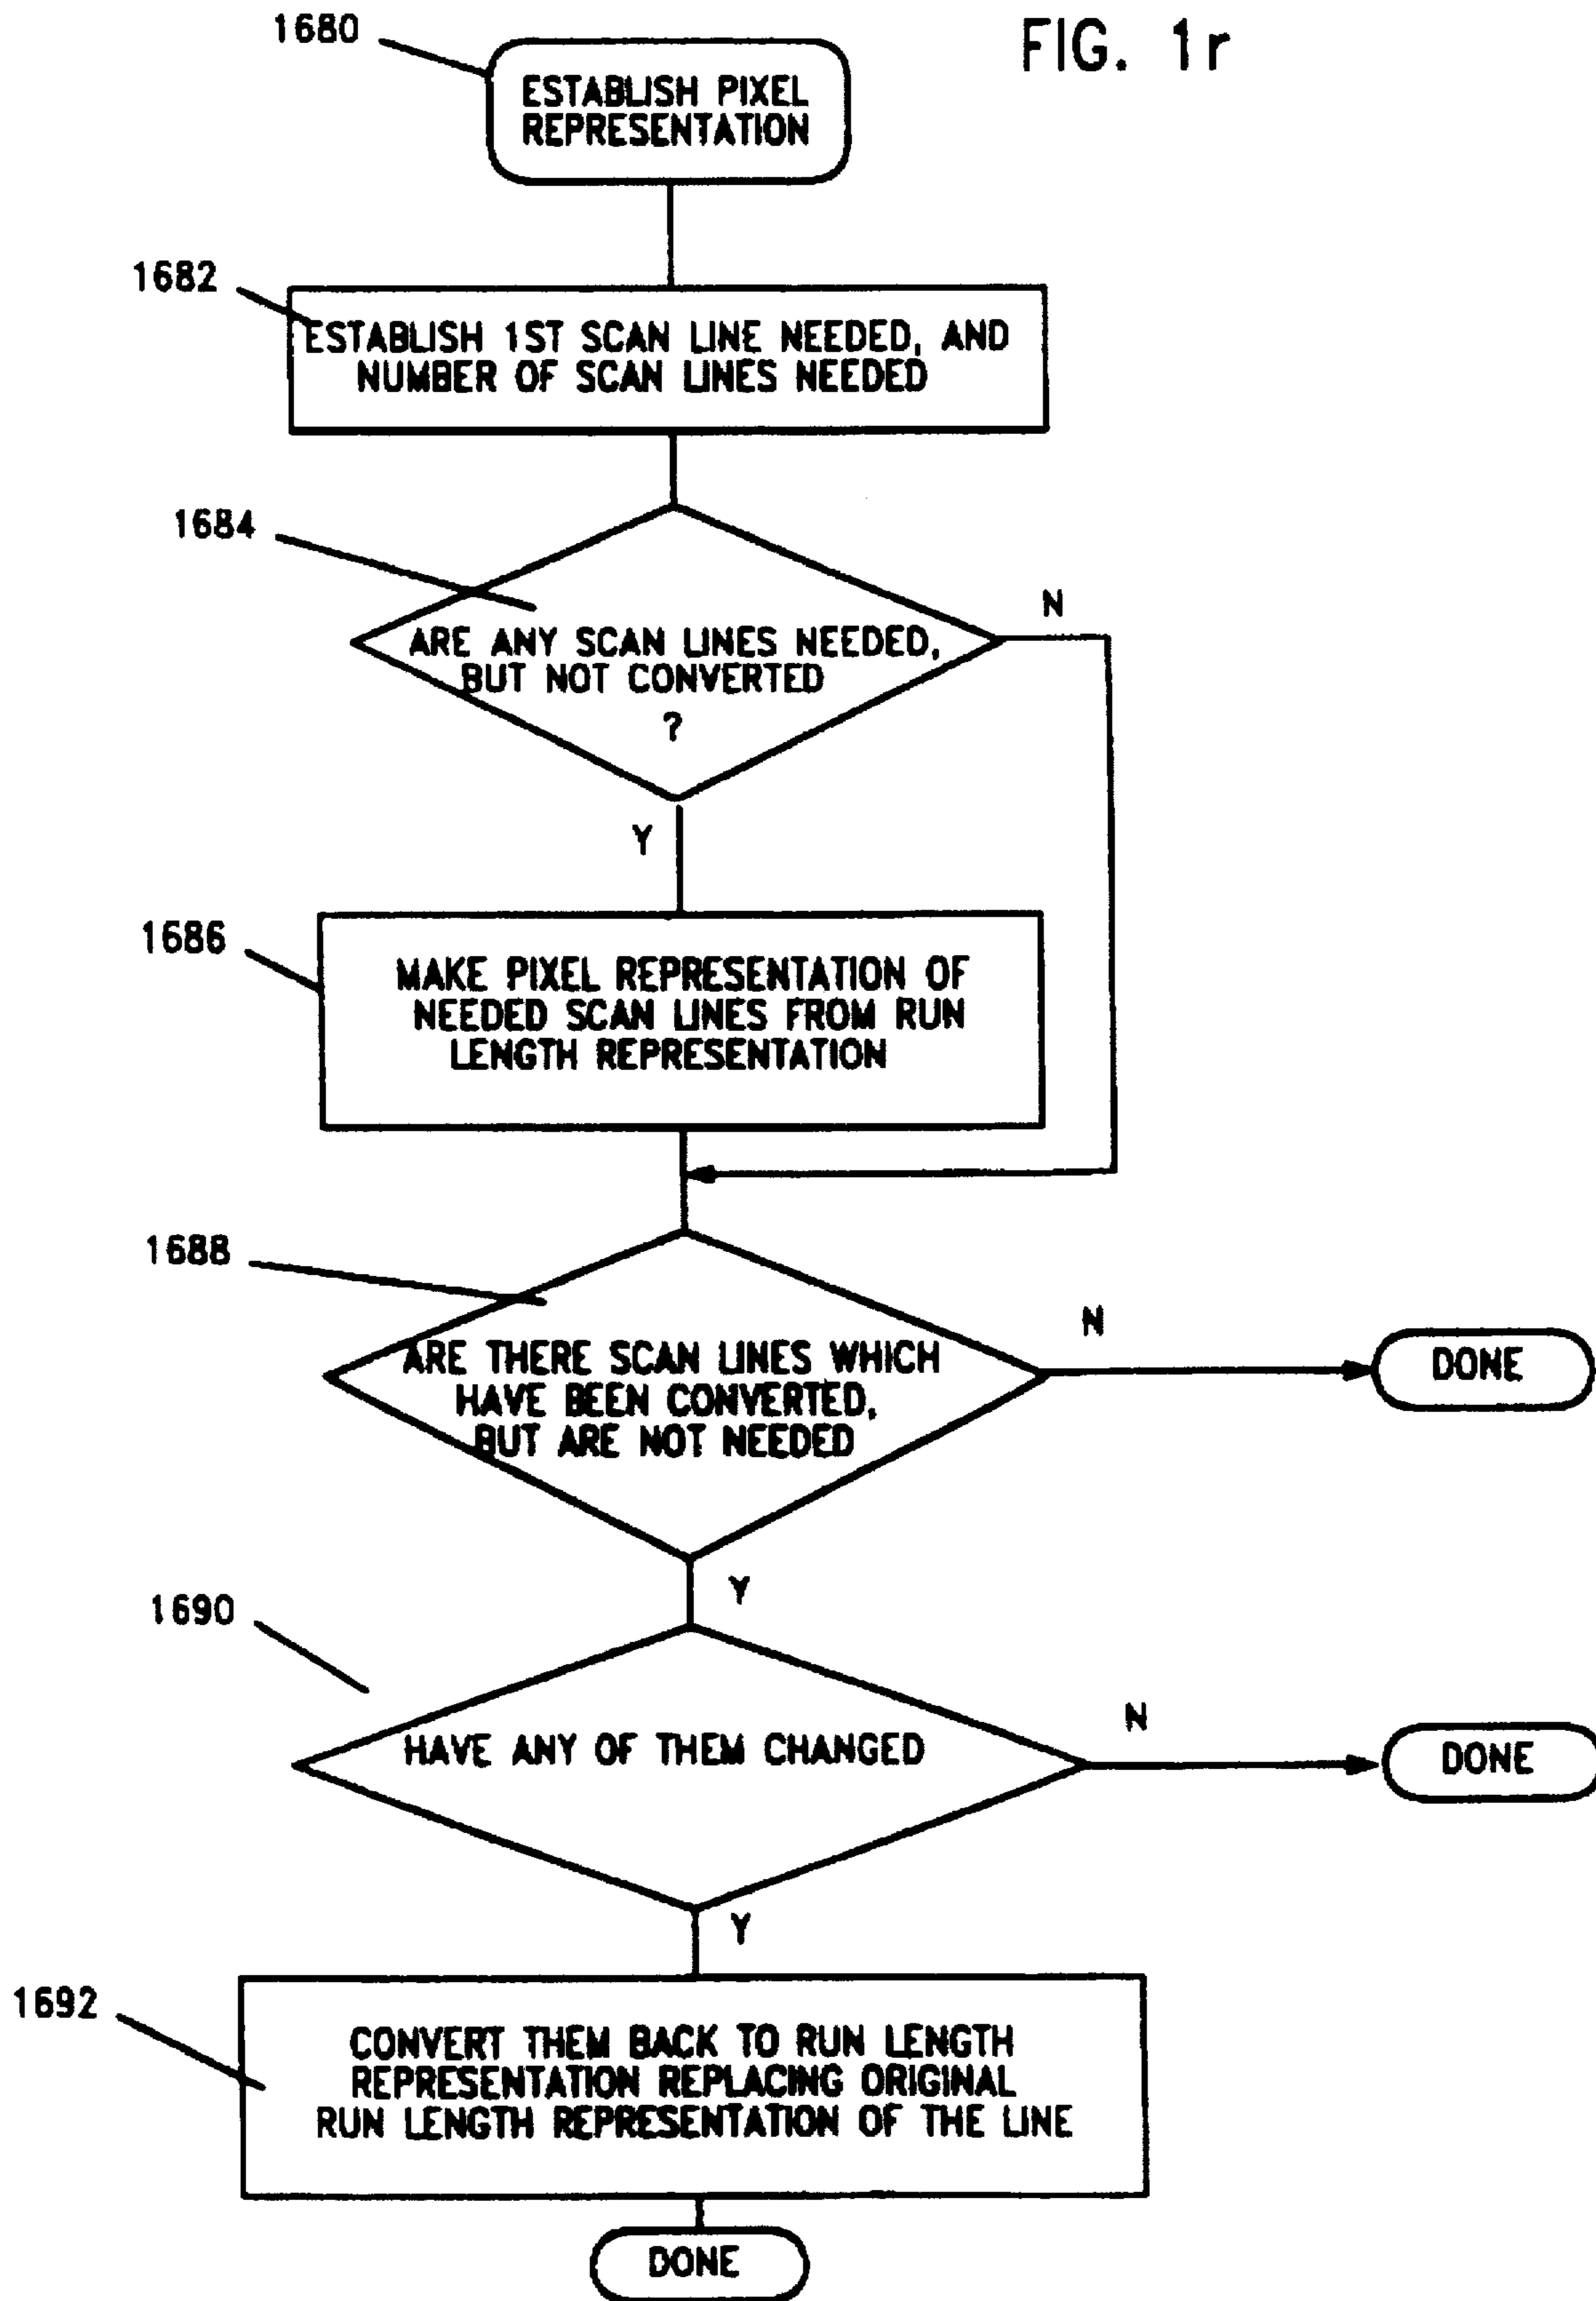 1680
FIG. 1r
ESTABLISH PIXEL
REPRESENTATION
1682
ESTABLISH 1ST SCAN LINE NEEDED, AND
NUMBER OF SCAN LINES NEEDED
1684
N
ARE ANY SCAN LINES NEEDED,
BUT NOT CONVERTED
?
Y
1686
MAKE PIXEL REPRESENTATION OF
NEEDED SCAN LINES FROM RUN
LENGTH REPRESENTATION
1688
N
ARE THERE SCAN LINES WHICH
HAVE BEEN CONVERTED,
BUT ARE NOT NEEDED
DONE
Y
1690
N
HAVE ANY OF THEM CHANGED
DONE
Y
1692
CONVERT THEM BACK TO RUN LENGTH
REPRESENTATION REPLACING ORIGINAL
RUN LENGTH REPRESENTATION OF THE LINE
DONE